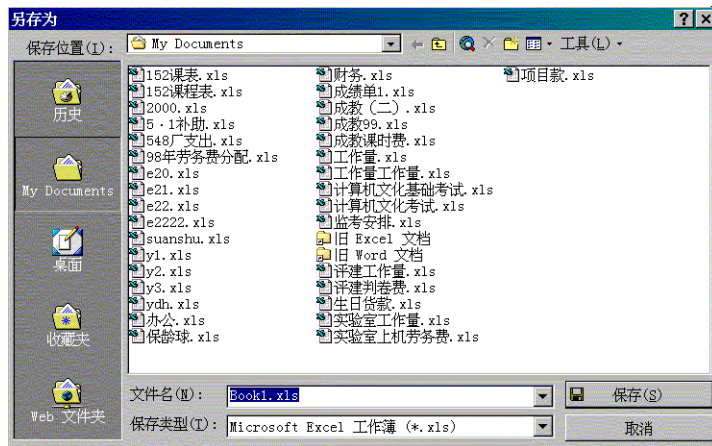 另存为
保存位置(I):
My Documents
工具(L)
历史
My Documents
桌面
收藏夹
Web 文件夹
152课表.xls
152课程表.xls
2000.xls
5·1补助.xls
548厂支出.xls
98年劳务费分配.xls
e20.xls
e21.xls
e22.xls
e2222.xls
suanshu.xls
y1.xls
y2.xls
y3.xls
ydh.xls
办公.xls
保龄球.xls
财务.xls
成绩单1.xls
成教（二）.xls
成教99.xls
成教课时费.xls
工作量.xls
工作量工作量.xls
计算机文化基础考试.xls
计算机文化考试.xls
监考安排.xls
旧 Excel 文档
旧 Word 文档
评建工作量.xls
评建判卷费.xls
生日货款.xls
实验室工作量.xls
实验室上机劳务费.xls
项目款.xls
文件名(N):
Book1.xls
保存(S)
保存类型(T):
Microsoft Excel 工作簿 (*.xls)
取消